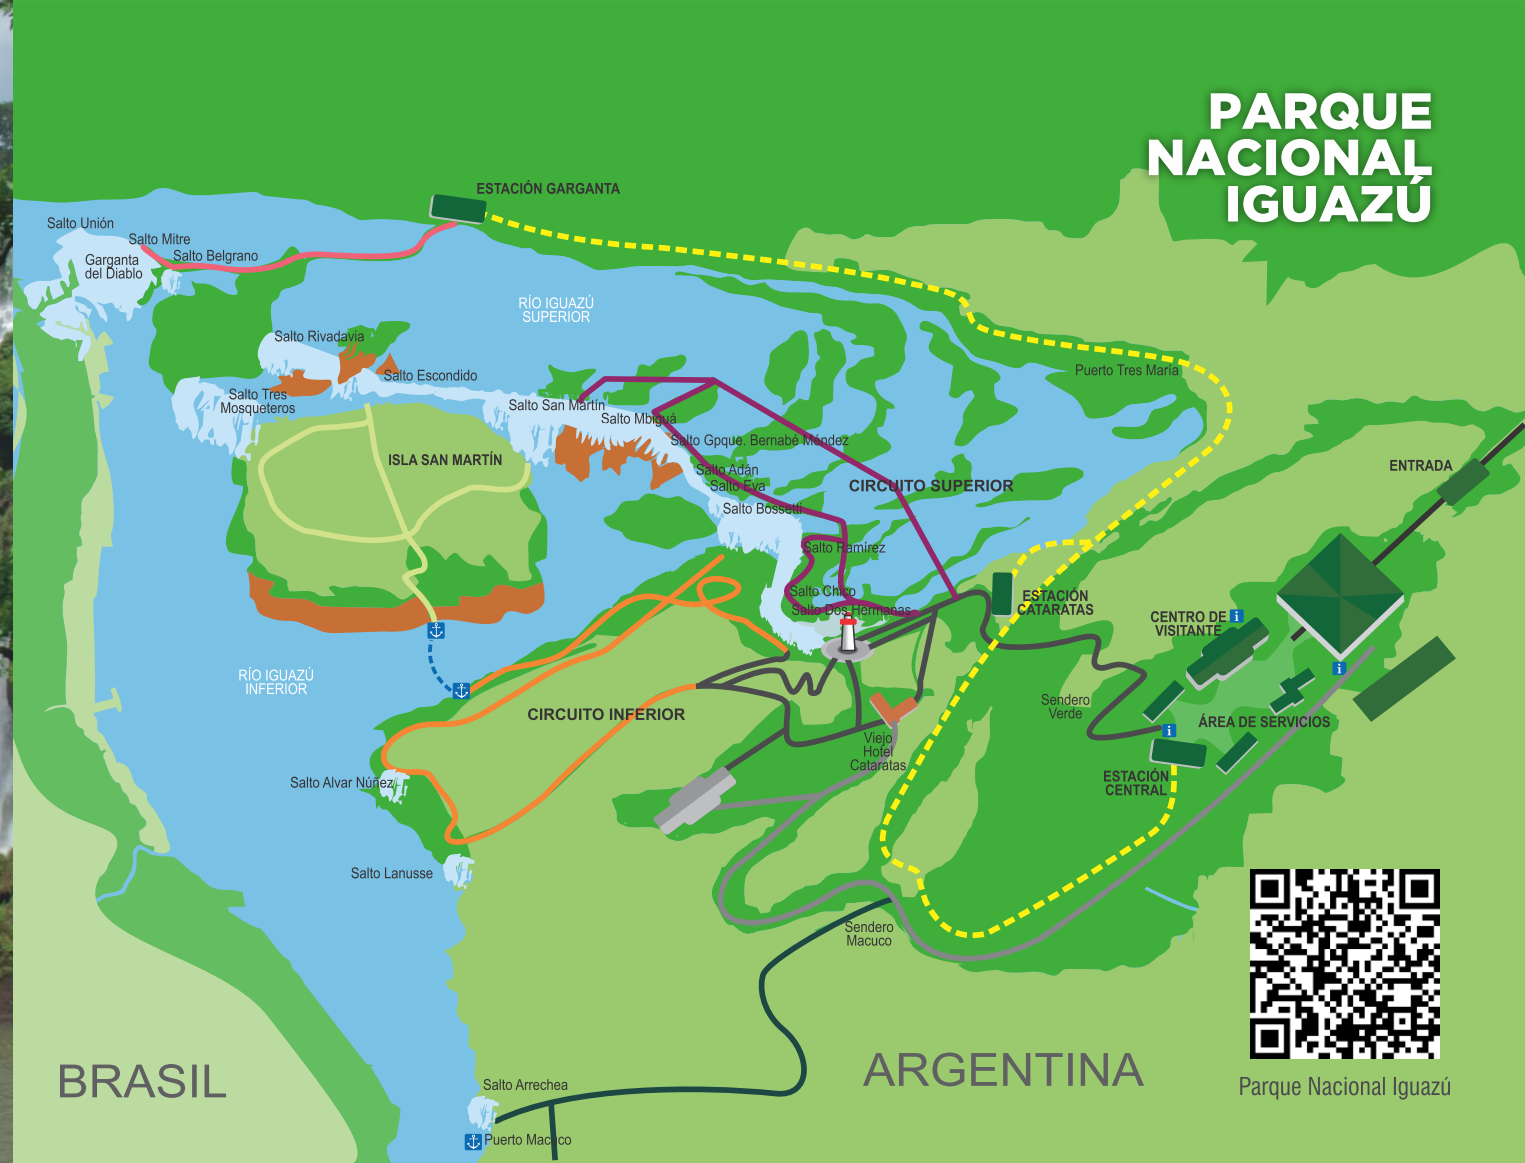 PARQUE
NACIONAL
IGUAZÚ
ESTACIÓN GARGANTA
Salto Unión
Salto Mitre
Salto Belgrano
Garganta
del Diablo
RÍO IGUAZÚ
SUPERIOR
Salto Rivadavia
Salto Escondido
Puerto Tres María
Salto Tres
Mosqueteros
Salto San Martín
Salto Mbiguá
Salto Gpque. Bernabé Méndez
ISLA SAN MARTÍN
Salto Adán
Salto Eva
CIRCUITO SUPERIOR
ENTRADA
Salto Bossetti
Salto Ramírez
Salto Chico
Salto Dos Hermanas
ESTACIÓN
CATARATAS
CENTRO DE
VISITANTE
i
i
RÍO IGUAZÚ
INFERIOR
Sendero
Verde
CIRCUITO INFERIOR
ÁREA DE SERVICIOS
i
Viejo
Hotel
Cataratas
ESTACIÓN
CENTRAL
Salto Alvar Núñez
Salto Lanusse
Sendero
Macuco
BRASIL
ARGENTINA
Salto Arrechea
Puerto Macuco
Parque Nacional Iguazú